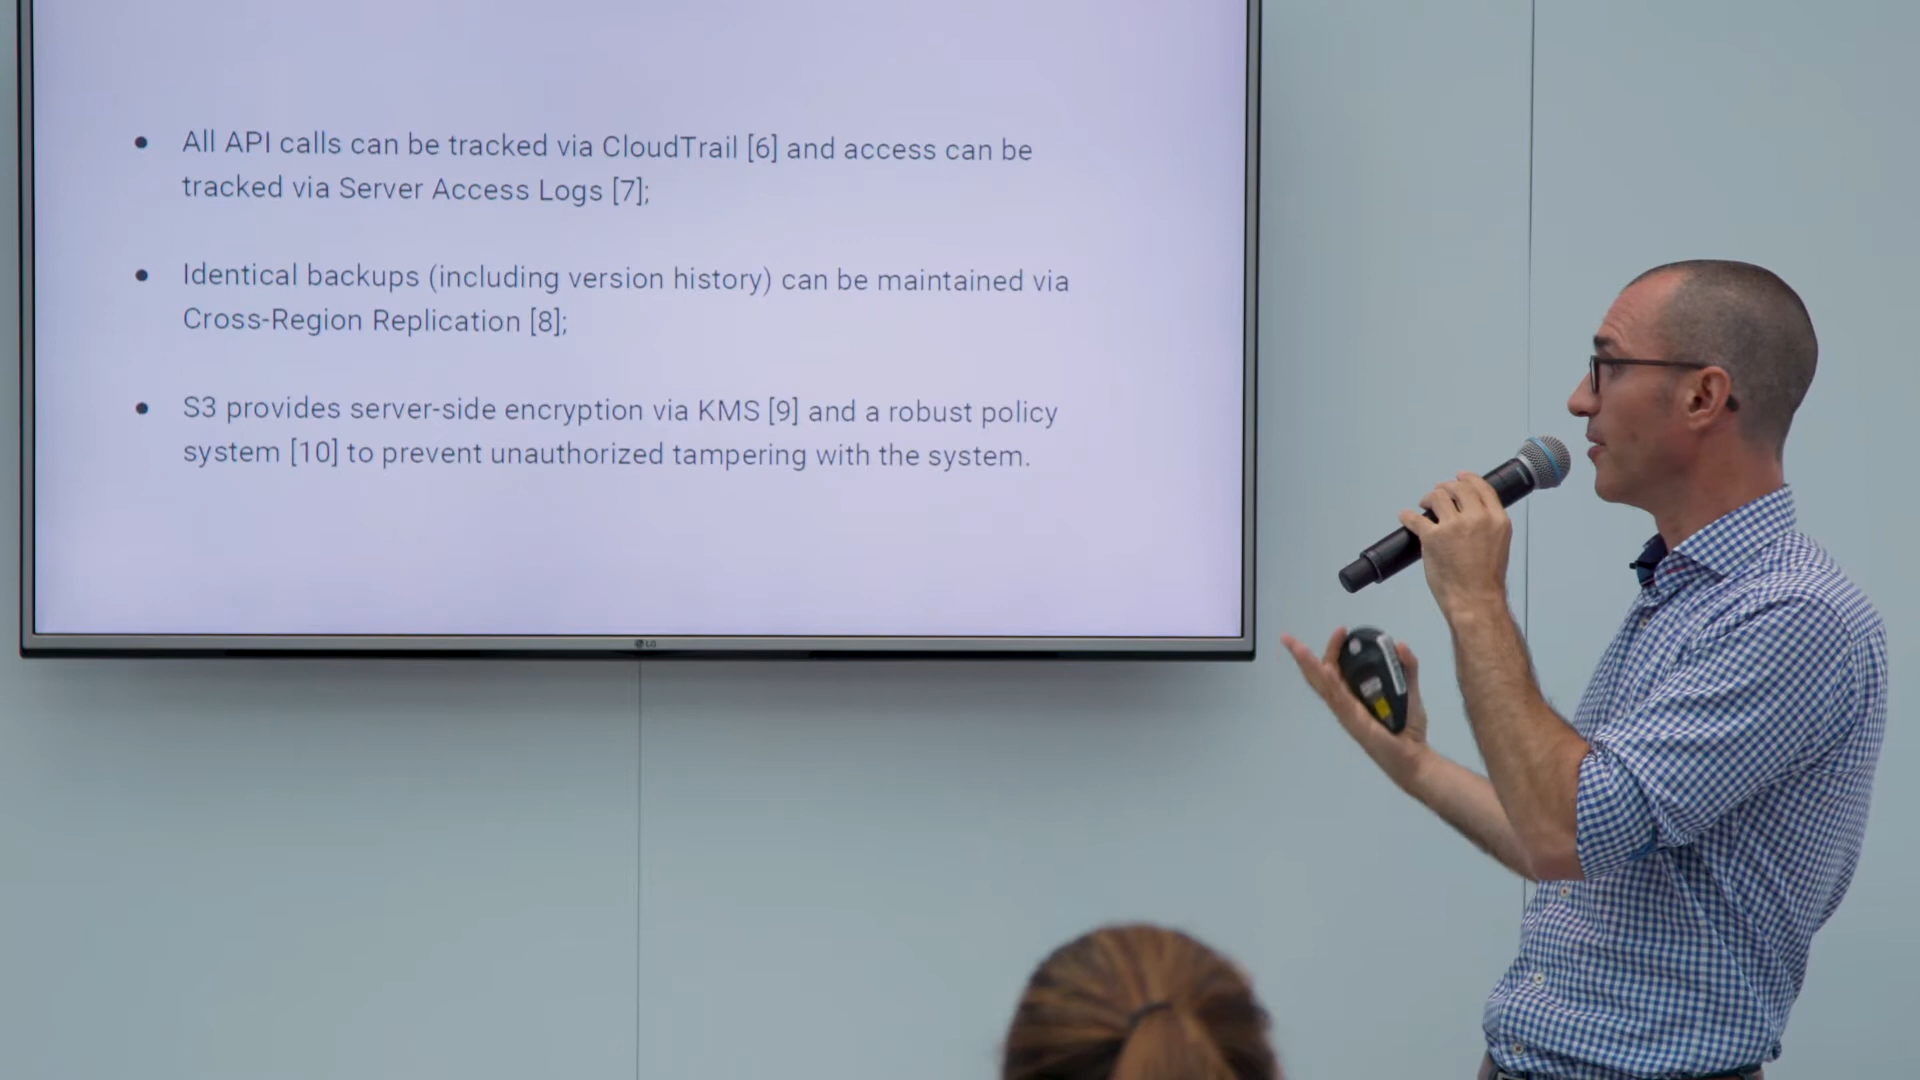 ● All API calls can be tracked via CloudTrail [6] and access can be
tracked via Server Access Logs [7];
● Identical backups (including version history) can be maintained via
Cross-Region Replication [8];
● S3 provides server-side encryption via KMS [9] and a robust policy
system [10] to prevent unauthorized tampering with the system.
LG